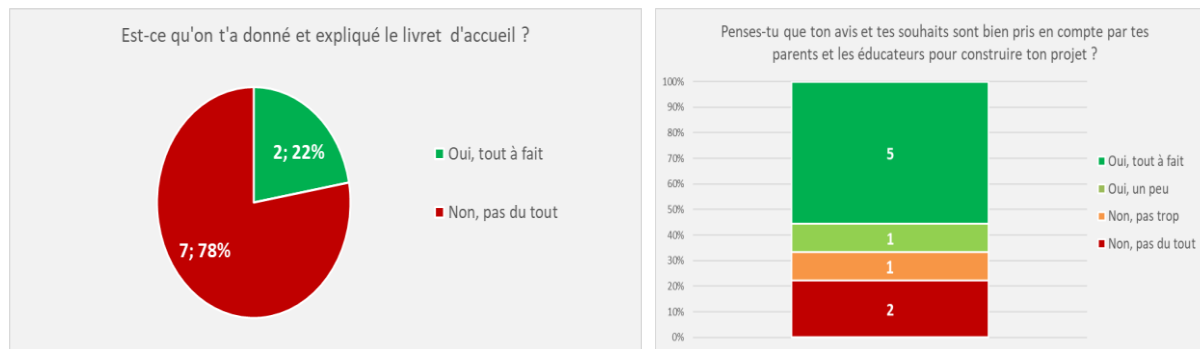 Est-ce qu'on t'a donné et expliqué le livret d'accueil ?
2; 22%
7; 78%
Oui, tout à fait
Non, pas du tout
Penses-tu que ton avis et tes souhaits sont bien pris en compte par tes
parents et les éducateurs pour construire ton projet ?
100%
90%
80%
70%
60%
50%
40%
30%
20%
10%
0%
5
1
1
2
Oui, tout à fait
Oui, un peu
Non, pas trop
Non, pas du tout